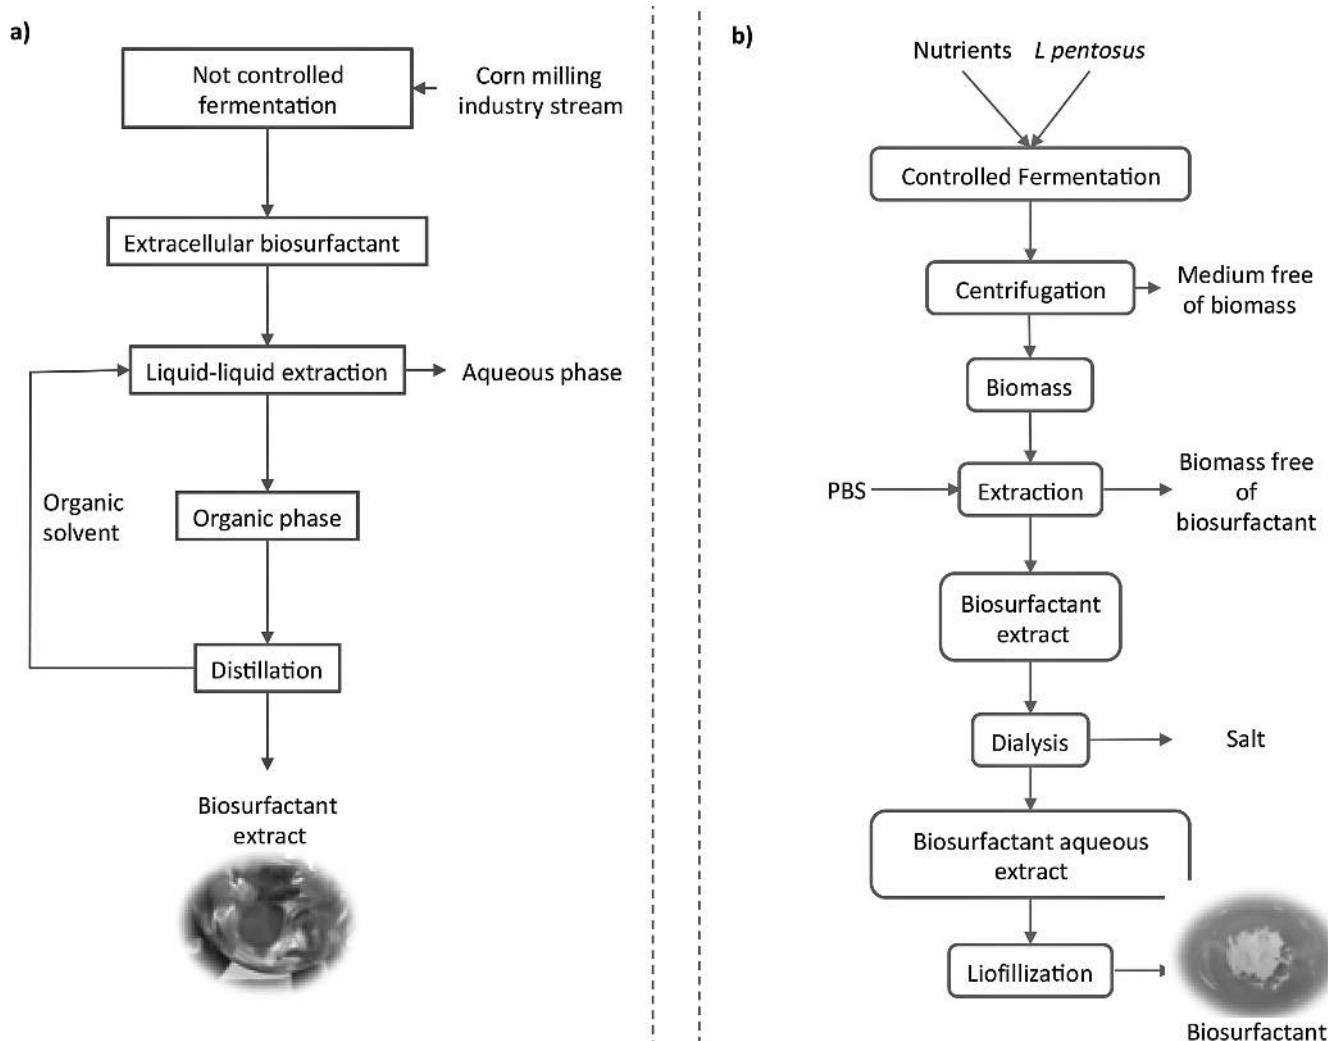 a)
Not controlled
fermentation
Corn milling
industry stream
Extracellular biosurfactant
Liquid-liquid extraction
Aqueous phase
Organic
solvent
Organic phase
Distillation
Biosurfactant
extract
b)
Nutrients
L pentosus
Controlled Fermentation
Centrifugation
Medium free
of biomass
Biomass
PBS
Extraction
Biomass free
of
biosurfactant
Biosurfactant
extract
Dialysis
Salt
Biosurfactant aqueous
extract
Liofillization
Biosurfactant